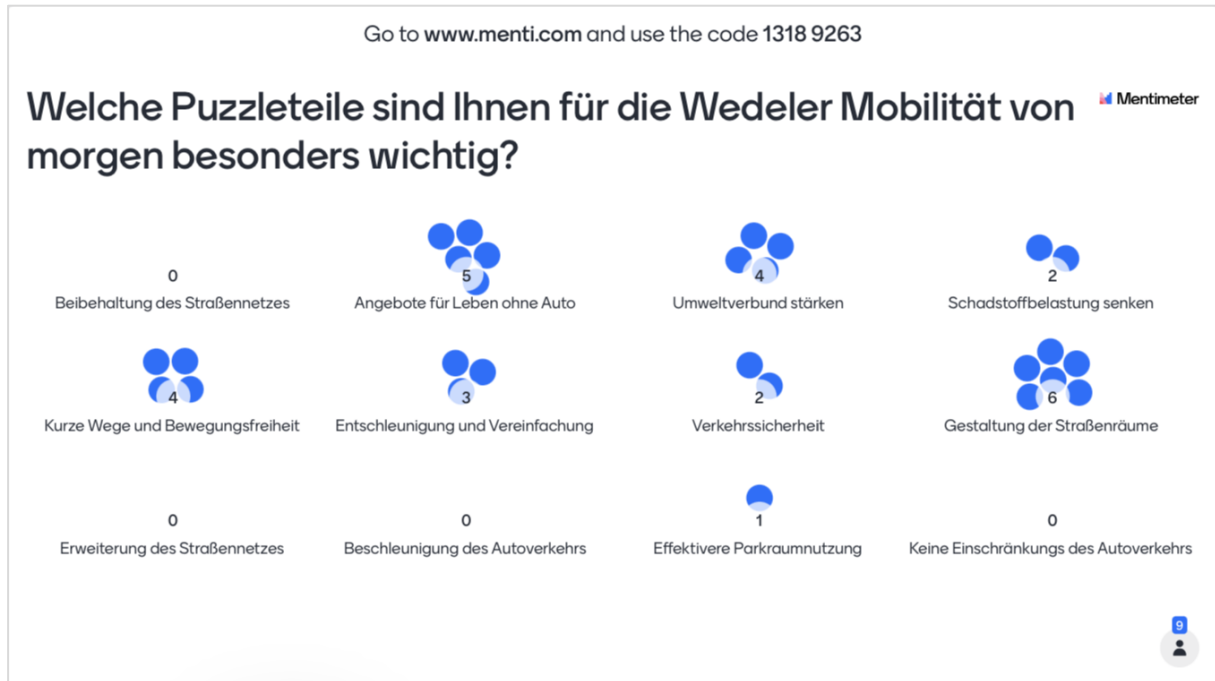 Go to www.menti.com and use the code 1318 9263
Welche Puzzleteile sind Ihnen für die Wedeler Mobilität von
morgen besonders wichtig?
Mentimeter
0
Beibehaltung des Straßennetzes
5
Angebote für Leben ohne Auto
4
Umweltverbund stärken
2
Schadstoffbelastung senken
4
Kurze Wege und Bewegungsfreiheit
3
Entschleunigung und Vereinfachung
2
Verkehrssicherheit
6
Gestaltung der Straßenräume
0
Erweiterung des Straßennetzes
0
Beschleunigung des Autoverkehrs
1
Effektivere Parkraumnutzung
0
Keine Einschränkungs des Autoverkehrs
9